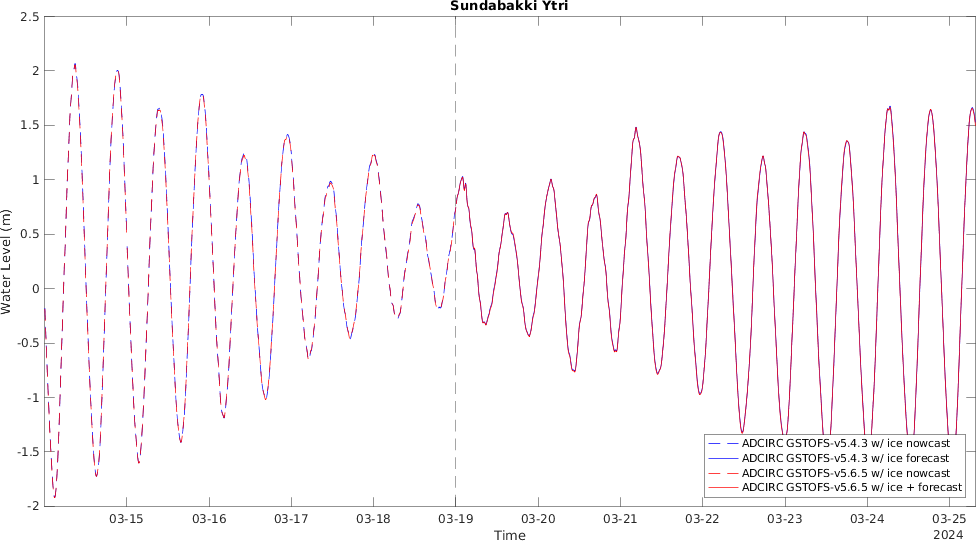 Sundabakki Ytri
2.5
2
1.5
1
0.5
0
-0.5
-1
-1.5
-2
Water Level (m)
ADCIRC GSTOFS-v5.4.3 w/ ice nowcast
ADCIRC GSTOFS-v5.4.3 w/ ice forecast
ADCIRC GSTOFS-v5.6.5 w/ ice nowcast
ADCIRC GSTOFS-v5.6.5 w/ ice + forecast
03-15 03-16 03-17 03-18 03-19 03-20 03-21 03-22 03-23 03-24 03-25
2024
Time